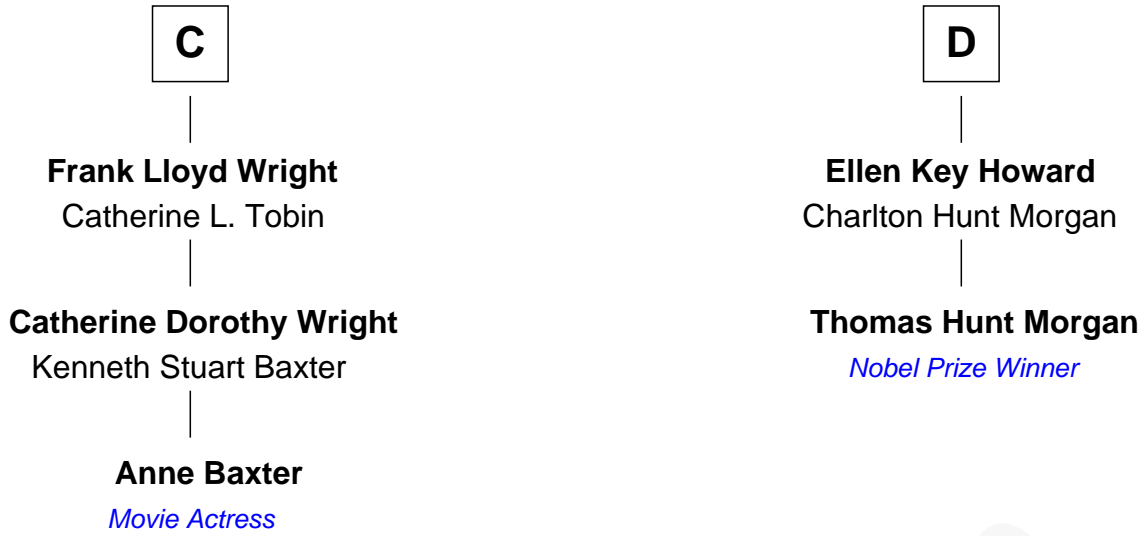 C
Frank Lloyd Wright
Catherine L. Tobin
Catherine Dorothy Wright
Kenneth Stuart Baxter
Anne Baxter
Movie Actress
D
Ellen Key Howard
Charlton Hunt Morgan
Thomas Hunt Morgan
Nobel Prize Winner